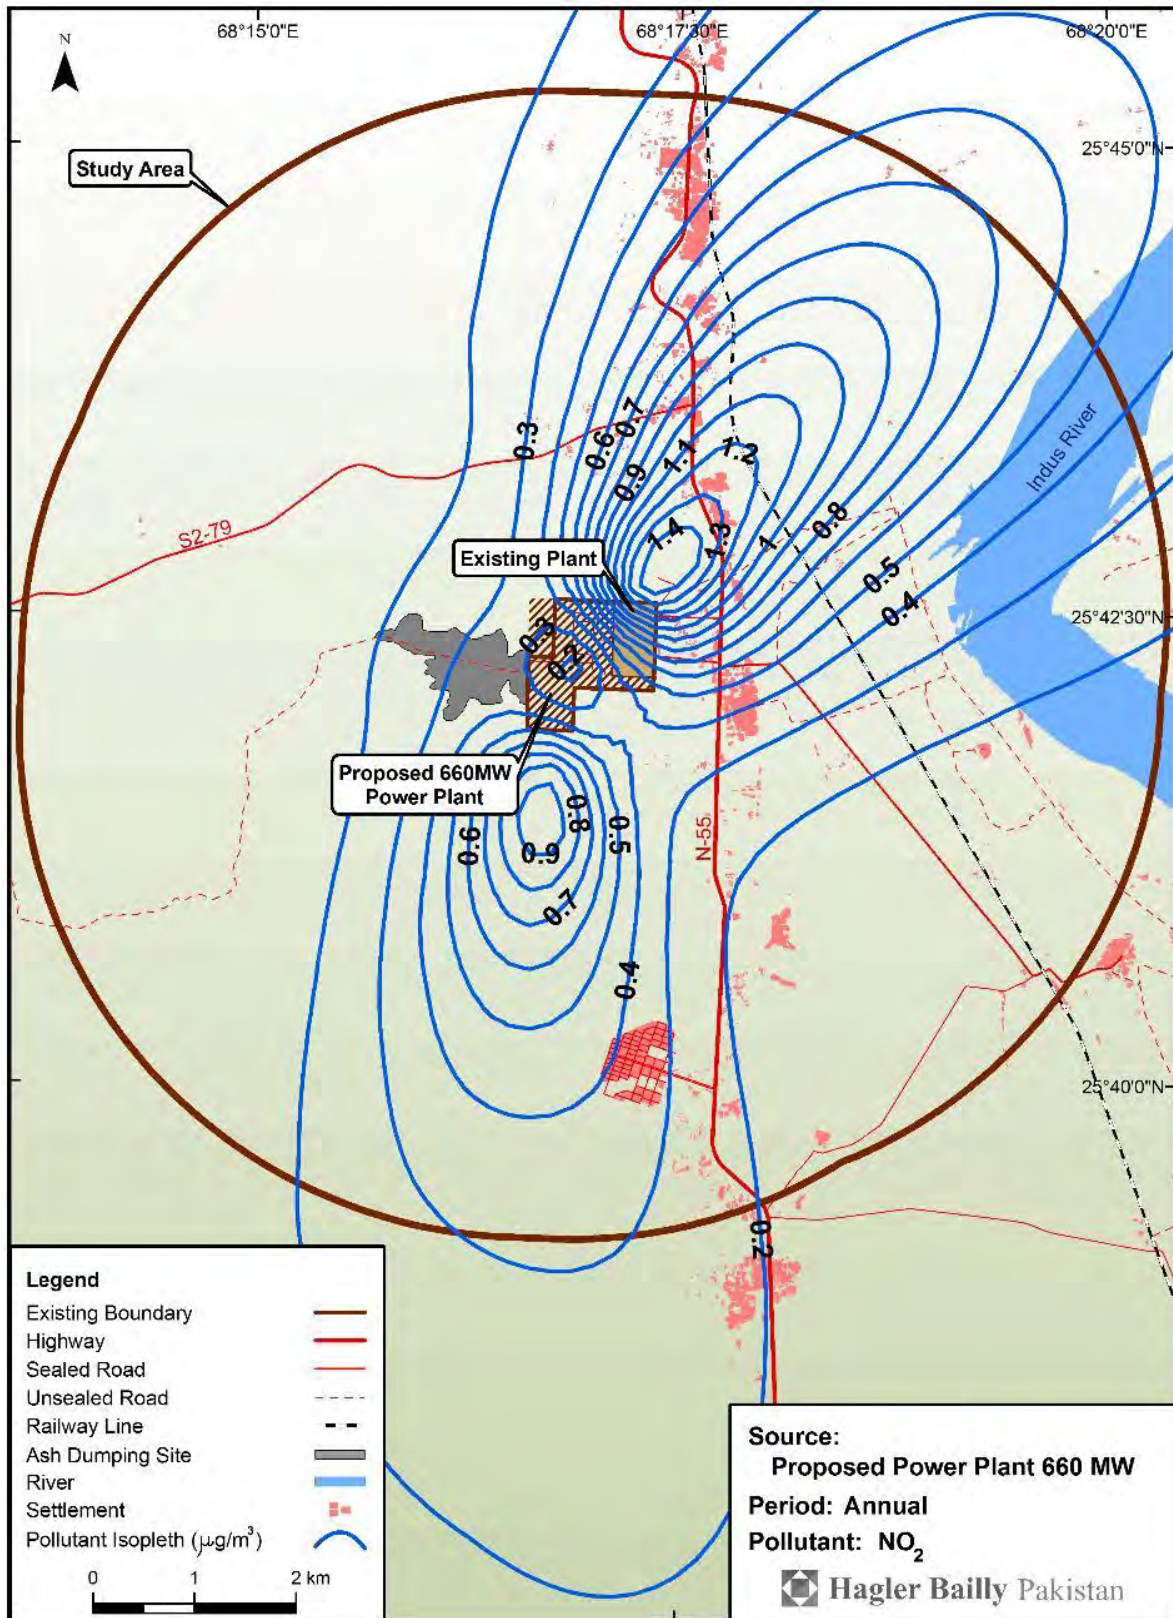 68°15'0"E
68°17'30"E
68°20'0"E
N
25°45'0"N
Study Area
Indus River
0.3
0.6
0.7
0.9
1.1
1.2
1.4
1.3
1
0.8
0.5
0.4
S2-79
Existing Plant
25°42'30"N
0.3
0.2
Proposed 660MW
Power Plant
0.6
0.8
0.5
0.9
0.7
0.4
N-55
25°40'0"N
0.2
Legend
Existing Boundary
Highway
Sealed Road
Unsealed Road
Railway Line
Ash Dumping Site
River
Settlement
Pollutant Isopleth (µg/m³)
0 2 km
Source:
Proposed Power Plant 660 MW
Period: Annual
Pollutant: NO₂
Hagler Bailly Pakistan